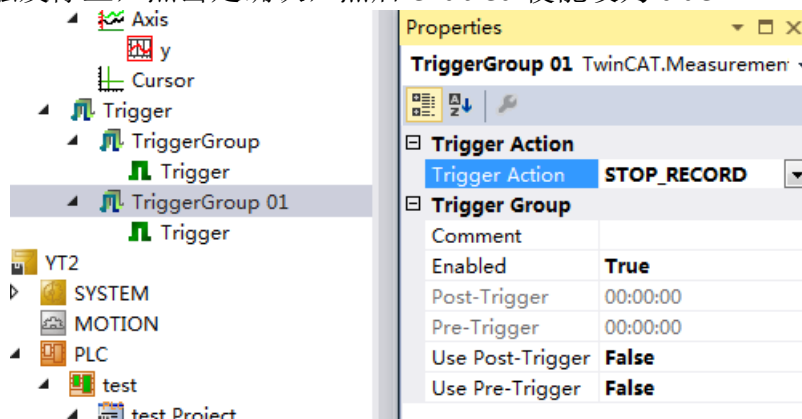 Axis
y
Cursor
Trigger
TriggerGroup
Trigger
TriggerGroup 01
Trigger
YT2
SYSTEM
MOTION
PLC
test
test Project
Properties
TriggerGroup 01 TwinCAT.Measuremen
Trigger Action
Trigger Action STOP_RECORD
Trigger Group
Comment
Enabled True
Post-Trigger 00:00:00
Pre-Trigger 00:00:00
Use Post-Trigger False
Use Pre-Trigger False